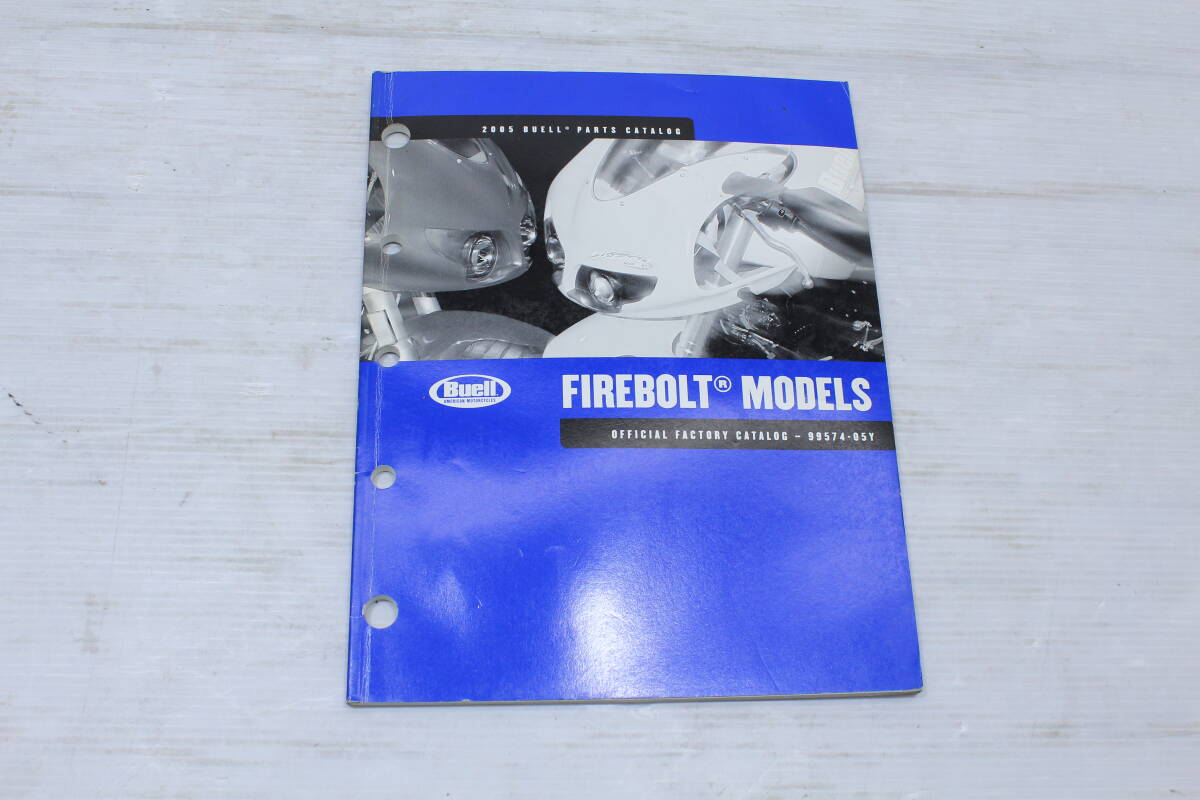 2005 BUELL® PARTS CATALOG
Buell
AMERICAN MOTORCYCLES
FIREBOLT® MODELS
OFFICIAL FACTORY CATALOG – 99574-05Y